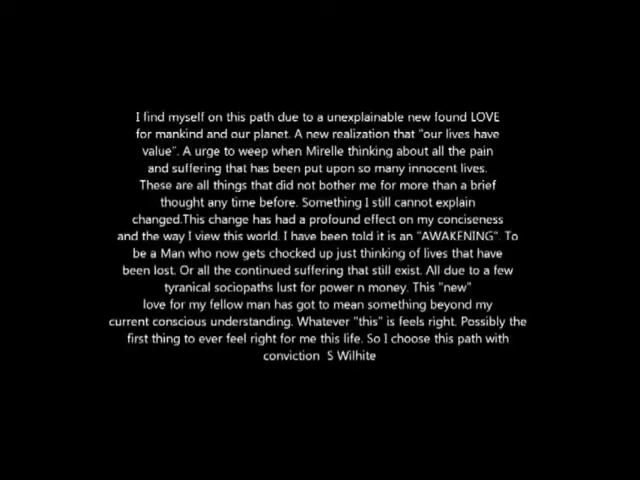 I find myself on this path due to a unexplainable new found LOVE
for mankind and our planet. A new realization that "our lives have
value". A urge to weep when Mirelle thinking about all the pain
and suffering that has been put upon so many innocent lives.
These are all things that did not bother me for more than a brief
thought any time before. Something I still cannot explain
changed.This change has had a profound effect on my conciseness
and the way I view this world. I have been told it is an "AWAKENING". To
be a Man who now gets chocked up just thinking of lives that have
been lost. Or all the continued suffering that still exist. All due to a few
tyranical sociopaths lust for power n money. This "new"
love for my fellow man has got to mean something beyond my
current conscious understanding. Whatever "this" is feels right. Possibly the
first thing to ever feel right for me this life. So I choose this path with
conviction  S Wilhite